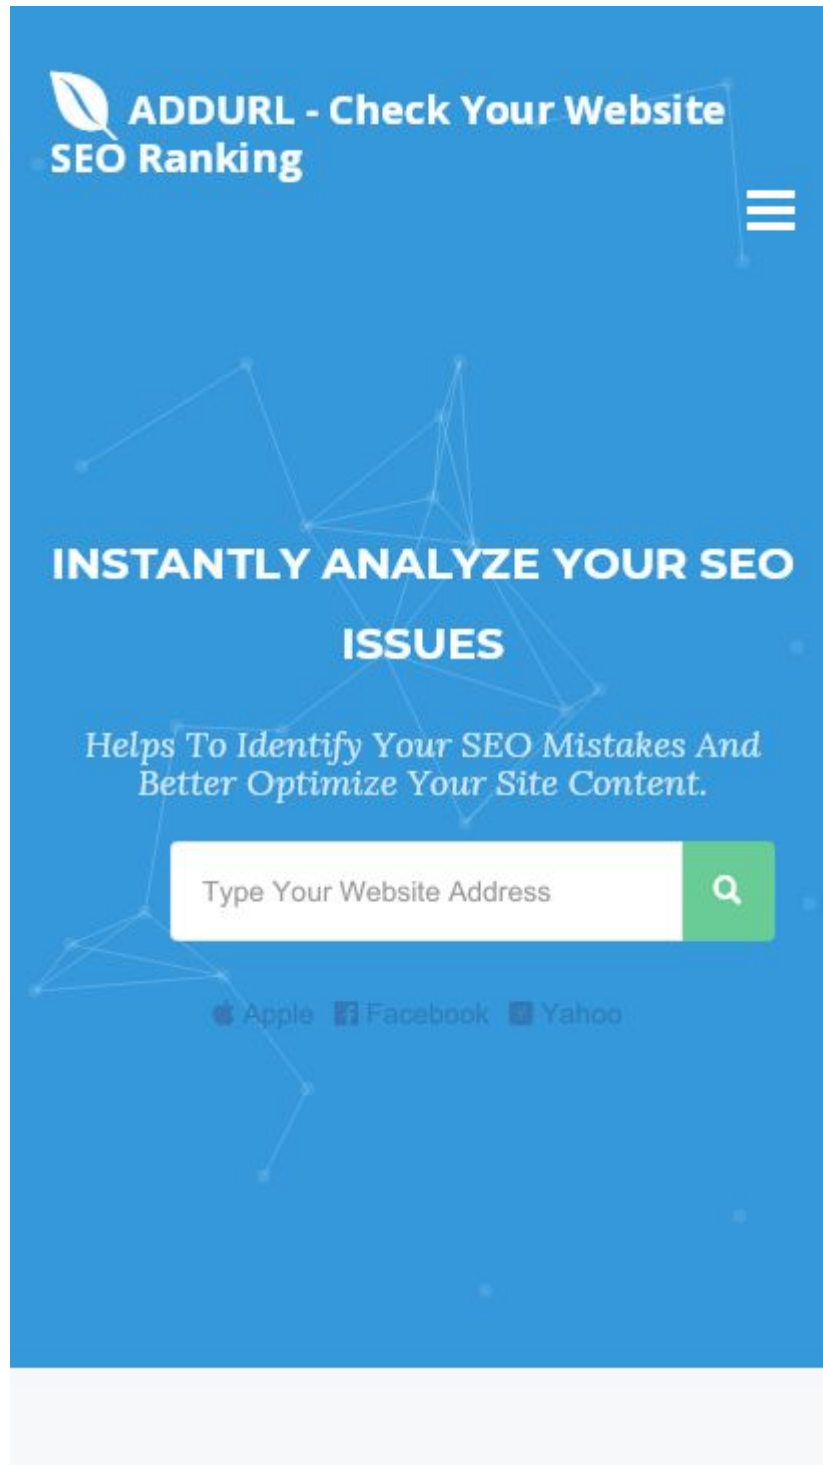 ADDURL - Check Your Website
SEO Ranking
INSTANTLY ANALYZE YOUR SEO
ISSUES
Helps To Identify Your SEO Mistakes And
Better Optimize Your Site Content.
Type Your Website Address
Apple Facebook Yahoo